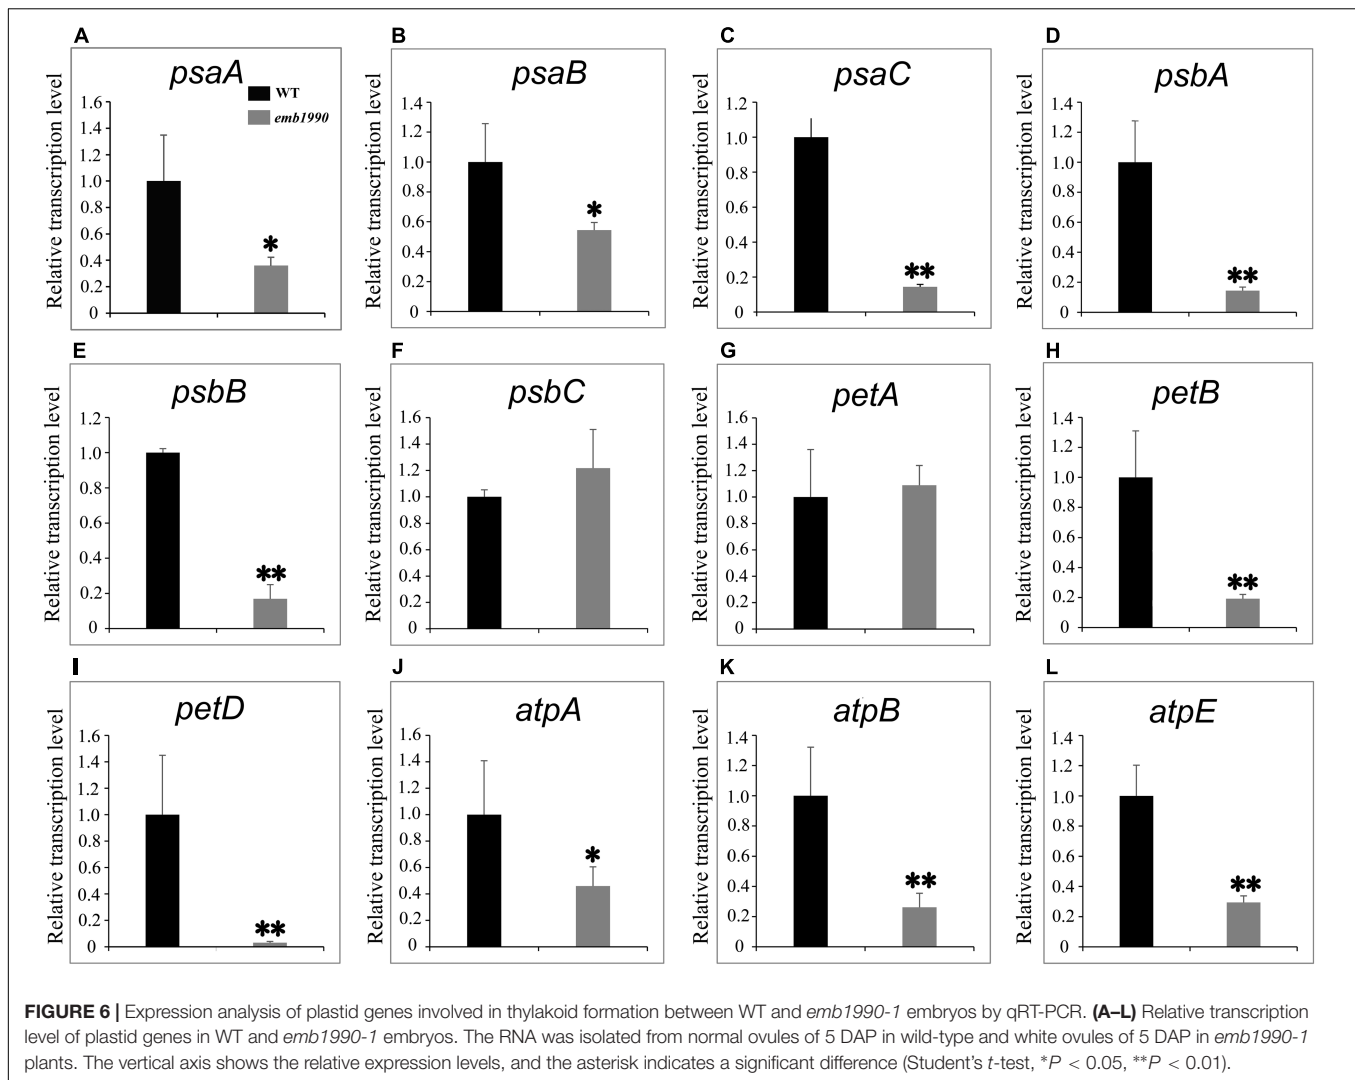 A
psaA
WT
emb1990
Relative transcription level
1.6
1.4
1.2
1.0
0.8
0.6
0.4
0.2
0
*
B
psaB
Relative transcription level
1.4
1.2
1.0
0.8
0.6
0.4
0.2
0
*
C
psaC
Relative transcription level
1.2
1.0
0.8
0.6
0.4
0.2
0
**
D
psbA
Relative transcription level
1.4
1.2
1.0
0.8
0.6
0.4
0.2
0
**
E
psbB
Relative transcription level
1.2
1.0
0.8
0.6
0.4
0.2
0
**
F
psbC
Relative transcription level
1.6
1.4
1.2
1.0
0.8
0.6
0.4
0.2
0
G
petA
Relative transcription level
1.6
1.4
1.2
1.0
0.8
0.6
0.4
0.2
0
H
petB
Relative transcription level
1.4
1.2
1.0
0.8
0.6
0.4
0.2
0
**
I
petD
Relative transcription level
1.6
1.4
1.2
1.0
0.8
0.6
0.4
0.2
0
**
J
atpA
Relative transcription level
1.6
1.4
1.2
1.0
0.8
0.6
0.4
0.2
0
*
K
atpB
Relative transcription level
1.4
1.2
1.0
0.8
0.6
0.4
0.2
0
**
L
atpE
Relative transcription level
1.4
1.2
1.0
0.8
0.6
0.4
0.2
0
**
FIGURE 6 | Expression analysis of plastid genes involved in thylakoid formation between WT and emb1990-1 embryos by qRT-PCR. (A–L) Relative transcription
level of plastid genes in WT and emb1990-1 embryos. The RNA was isolated from normal ovules of 5 DAP in wild-type and white ovules of 5 DAP in emb1990-1
plants. The vertical axis shows the relative expression levels, and the asterisk indicates a significant difference (Student's t-test, *P < 0.05, **P < 0.01).